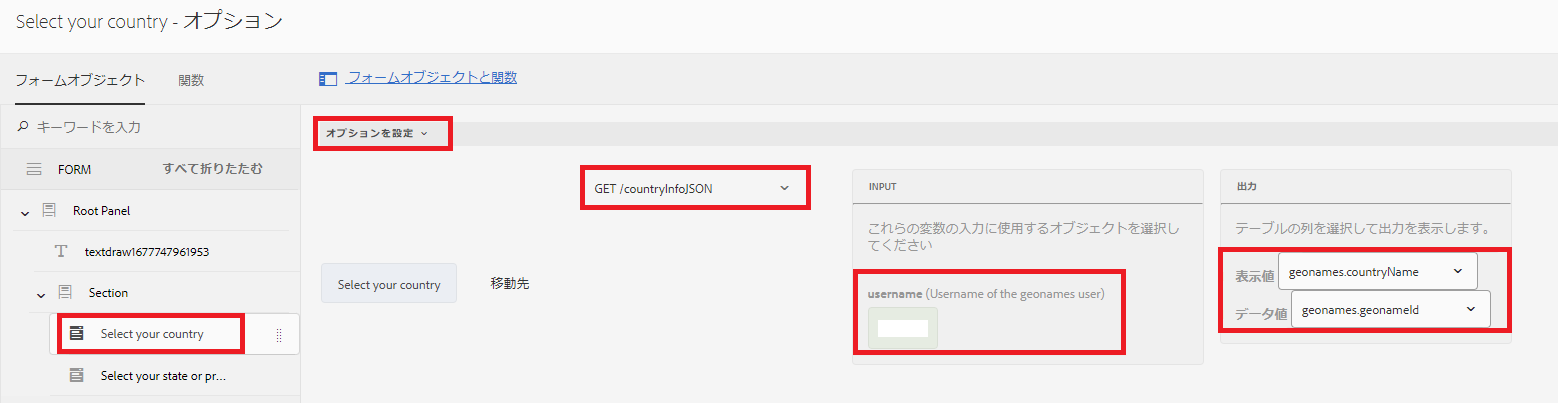 Select your country - オプション
フォームオブジェクト
関数
フォームオブジェクトと関数
キーワードを入力
FORM
すべて折りたたむ
Root Panel
textdraw1677747961953
Section
Select your country
Select your state or pr...
オプションを設定
GET /countryInfoJSON
Select your country
移動先
INPUT
これらの変数の入力に使用するオブジェクトを選択し
てください
username (Username of the geonames user)
出力
テーブルの列を選択して出力を表示します。
表示値 geonames.countryName
データ値 geonames.geonameId